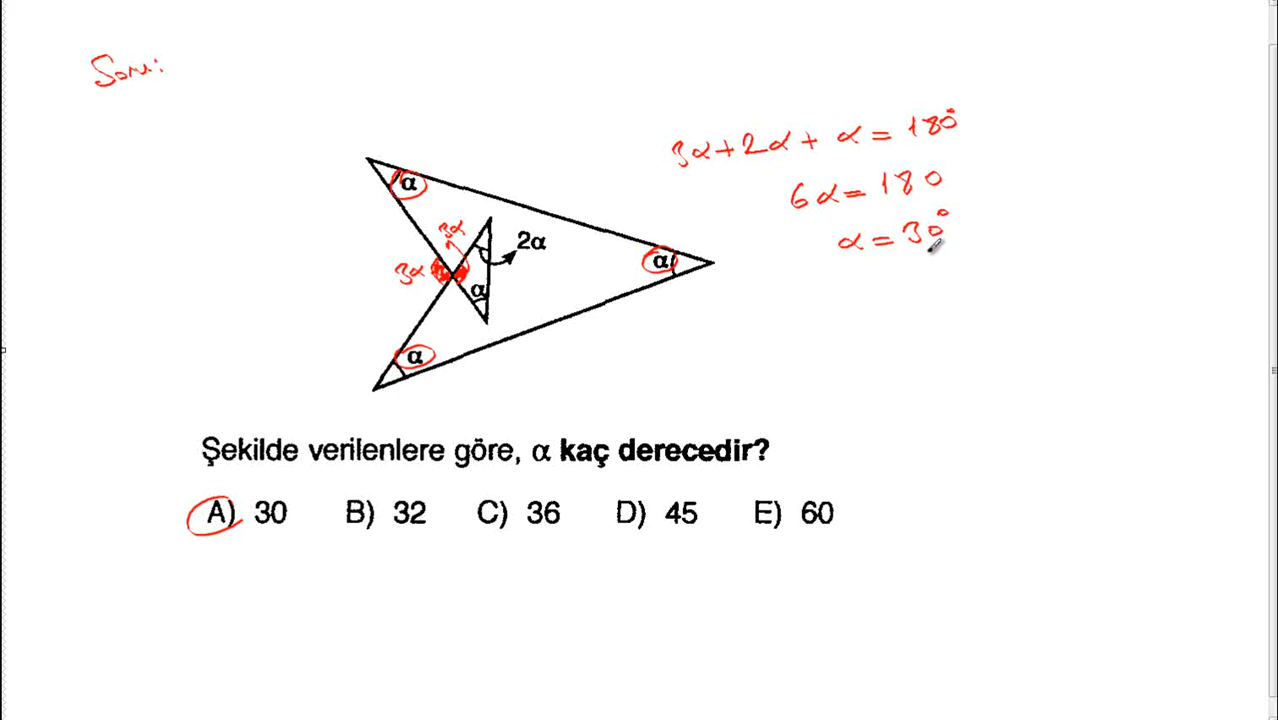 Soru:
3α+2α+ α = 180°
6α = 180
α = 30°
α
3α
2α
3α
α
α
α
Şekilde verilenlere göre, α kaç derecedir?
A) 30 B) 32 C) 36 D) 45 E) 60